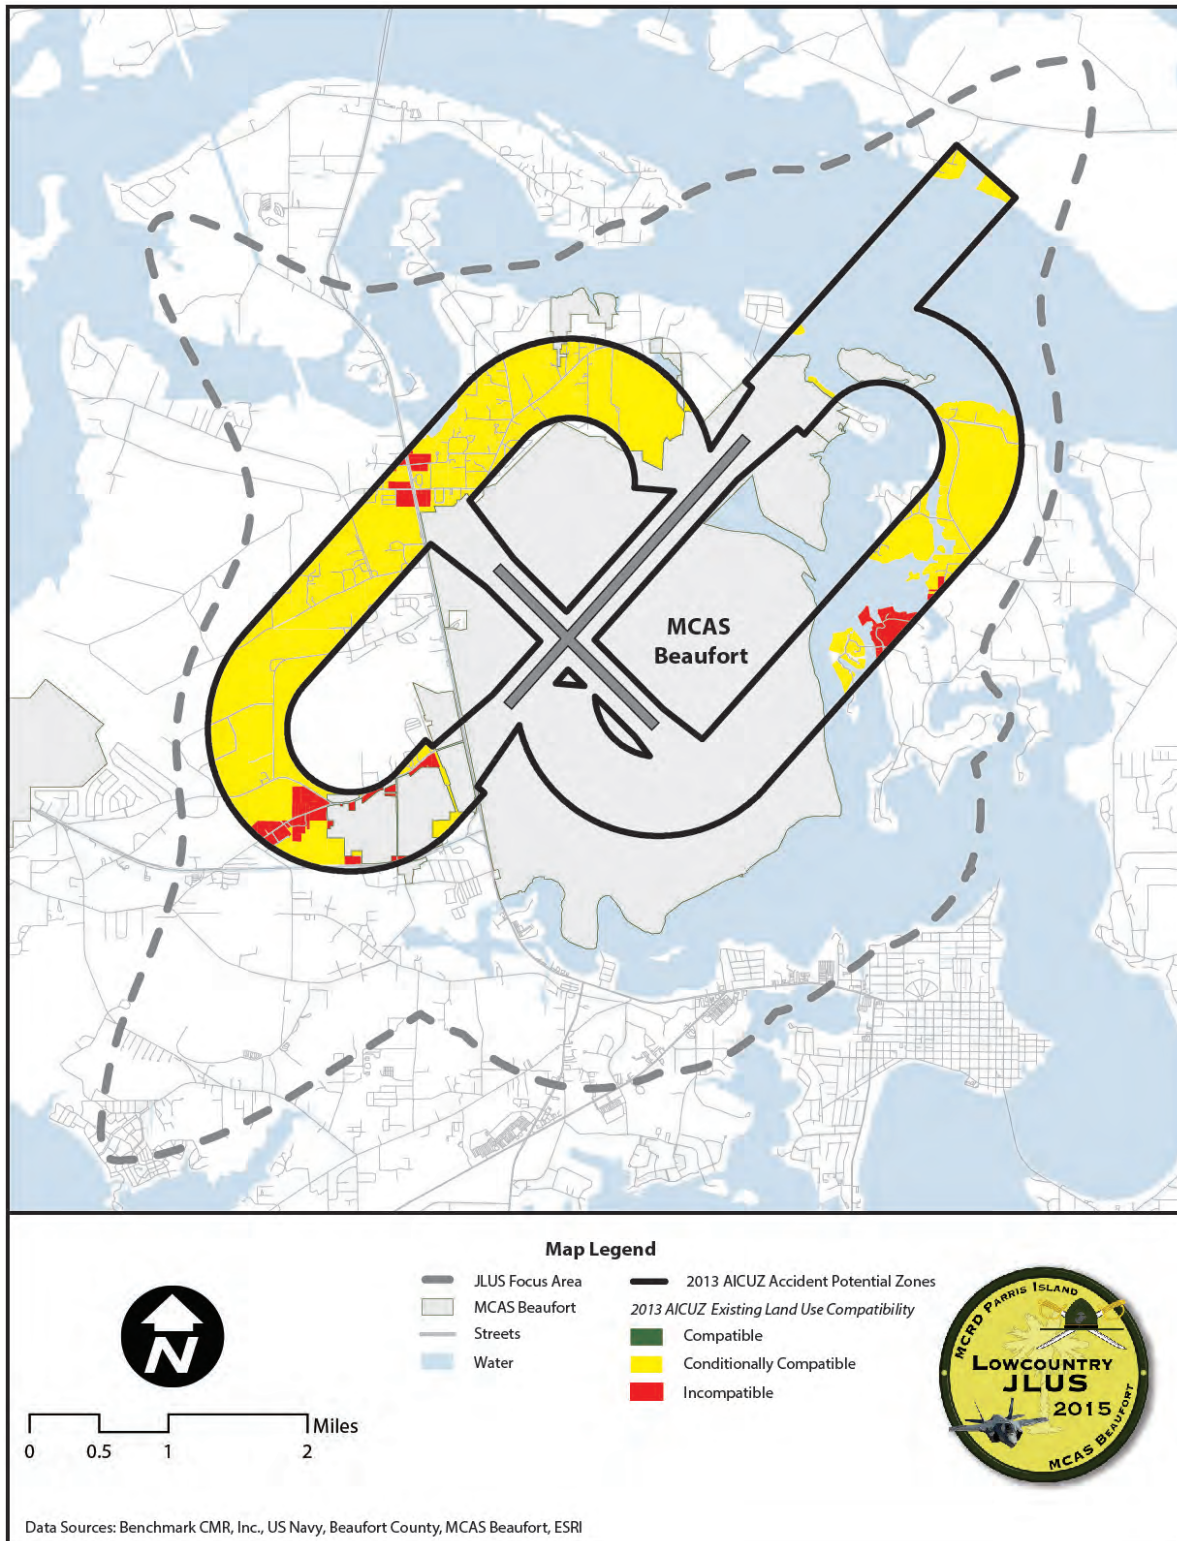 MCAS
Beaufort
Map Legend
JLUS Focus Area
MCAS Beaufort
Streets
Water
2013 AICUZ Accident Potential Zones
2013 AICUZ Existing Land Use Compatibility
Compatible
Conditionally Compatible
Incompatible
N
0 0.5 1 2 Miles
MCRD PARRIS ISLAND
LOWCOUNTRY
JLUS
2015
MCAS BEAUFORT
Data Sources: Benchmark CMR, Inc., US Navy, Beaufort County, MCAS Beaufort, ESRI